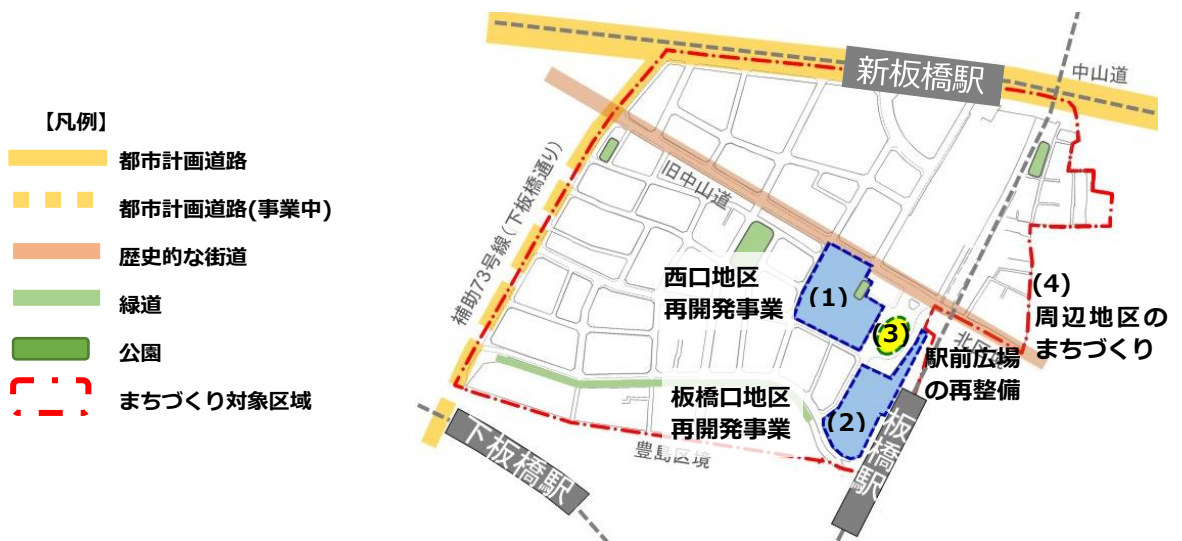 【凡例】
都市計画道路
都市計画道路(事業中)
歴史的な街道
緑道
公園
まちづくり対象区域
新板橋駅
中山道
補助73号線(下板橋通り)
旧中山道
西口地区
再開発事業
(1)
(3)
(4)
周辺地区の
まちづくり
駅前広場
の再整備
板橋口地区
再開発事業
(2)
板橋駅
豊島区境
下板橋駅